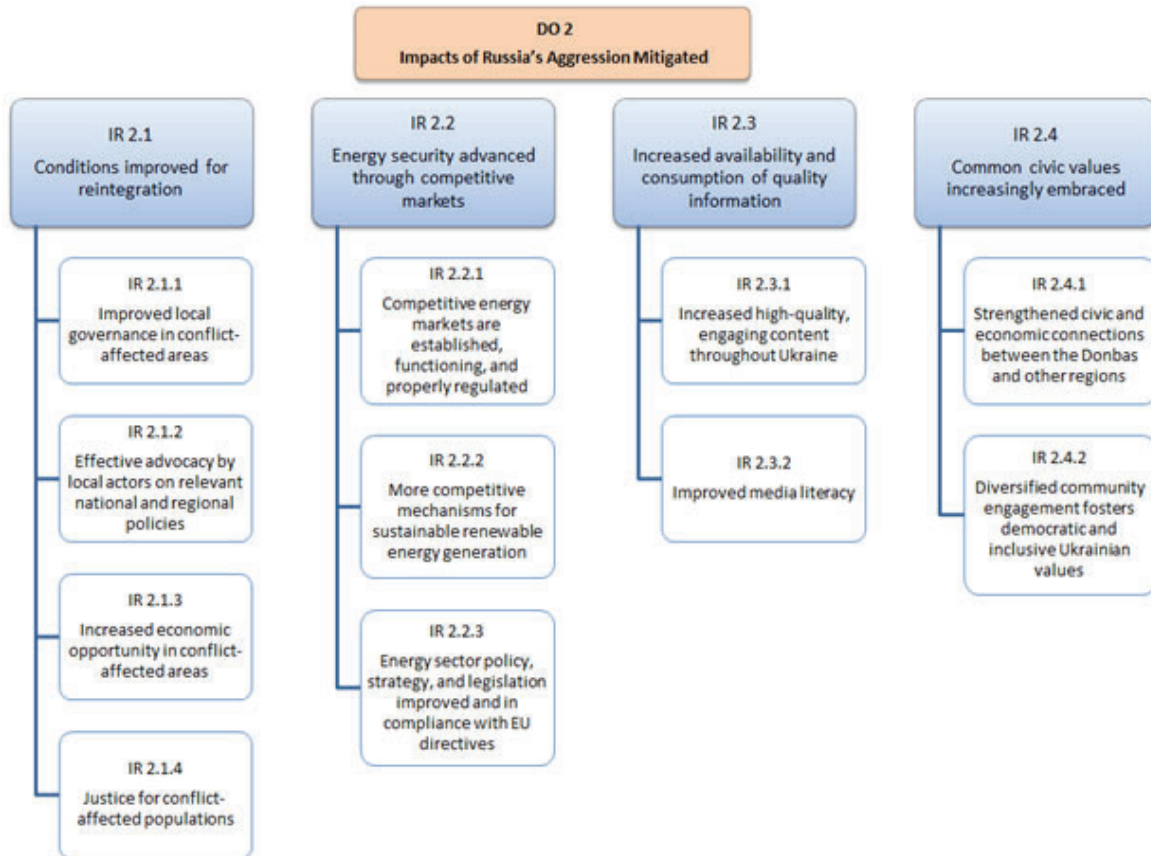 DO 2
Impacts of Russia's Aggression Mitigated
IR 2.1
Conditions improved for
reintegration
IR 2.1.1
Improved local
governance in conflict-
affected areas
IR 2.1.2
Effective advocacy by
local actors on relevant
national and regional
policies
IR 2.1.3
Increased economic
opportunity in conflict-
affected areas
IR 2.1.4
Justice for conflict-
affected populations
IR 2.2
Energy security advanced
through competitive
markets
IR 2.2.1
Competitive energy
markets are
established,
functioning, and
properly regulated
IR 2.2.2
More competitive
mechanisms for
sustainable renewable
energy generation
IR 2.2.3
Energy sector policy,
strategy, and legislation
improved and in
compliance with EU
directives
IR 2.3
Increased availability and
consumption of quality
information
IR 2.3.1
Increased high-quality,
engaging content
throughout Ukraine
IR 2.3.2
Improved media literacy
IR 2.4
Common civic values
increasingly embraced
IR 2.4.1
Strengthened civic and
economic connections
between the Donbas
and other regions
IR 2.4.2
Diversified community
engagement fosters
democratic and
inclusive Ukrainian
values